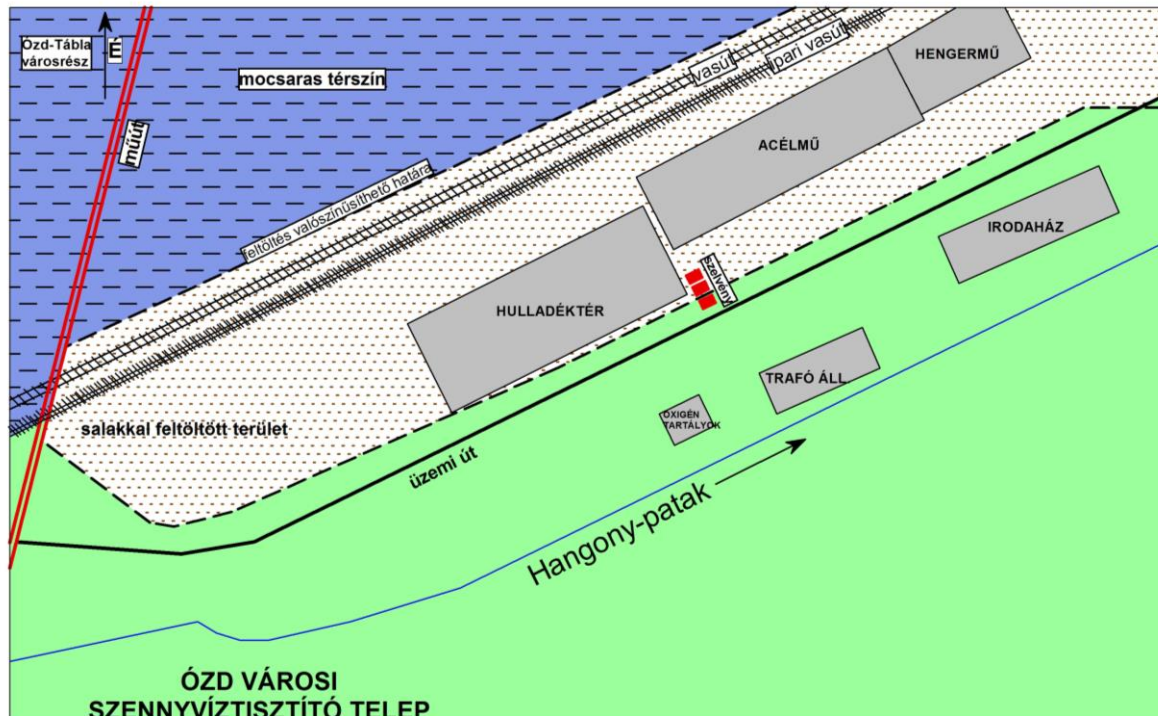 Ózd-Tábla
városrész
É
mocsaras térszín
műút
vasút
ipari vasút
HENGERMŰ
ACÉLMŰ
feltöltés valószínűsíthető határa
IRODAHÁZ
szelvény
HULLADÉKTÉR
TRAFÓ ÁLL.
OXIGÉN
TARTÁLYOK
salakkal feltöltött terület
üzemi út
Hangony-patak
ÓZD VÁROSI
SZENNYVÍZTISZTÍTÓ TELEP